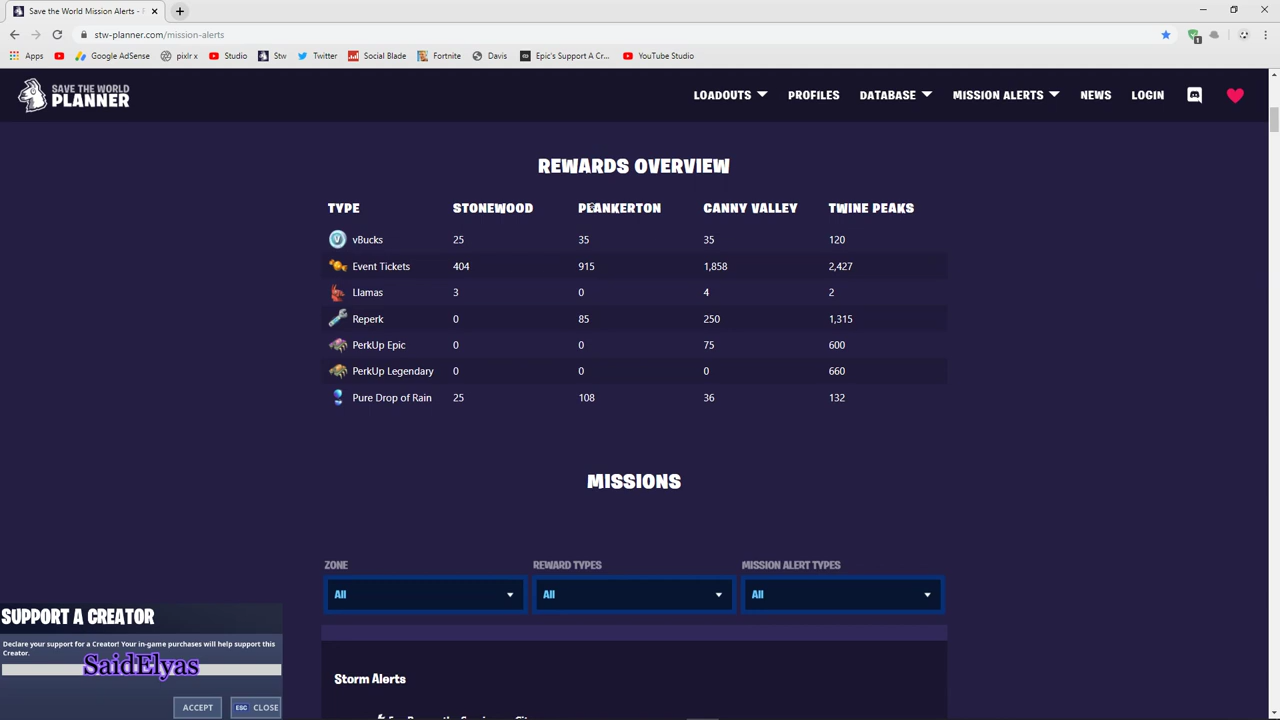 Save the World Mission Alerts - F
stw-planner.com/mission-alerts
Apps Google AdSense pixlr x Studio Stw Twitter Social Blade Fortnite Davis Epic's Support A Cr... YouTube Studio
SAVE THE WORLD
PLANNER
LOADOUTS PROFILES DATABASE MISSION ALERTS NEWS LOGIN
REWARDS OVERVIEW
TYPE STONEWOOD PLANKERTON CANNY VALLEY TWINE PEAKS
vBucks 25 35 35 120
Event Tickets 404 915 1,858 2,427
Llamas 3 0 4 2
Reperk 0 85 250 1,315
PerkUp Epic 0 0 75 600
PerkUp Legendary 0 0 0 660
Pure Drop of Rain 25 108 36 132
MISSIONS
ZONE REWARD TYPES MISSION ALERT TYPES
All All All
Storm Alerts
SUPPORT A CREATOR
Declare your support for a Creator! Your in-game purchases will help support this
Creator.
SaidElyas
ACCEPT ESC CLOSE